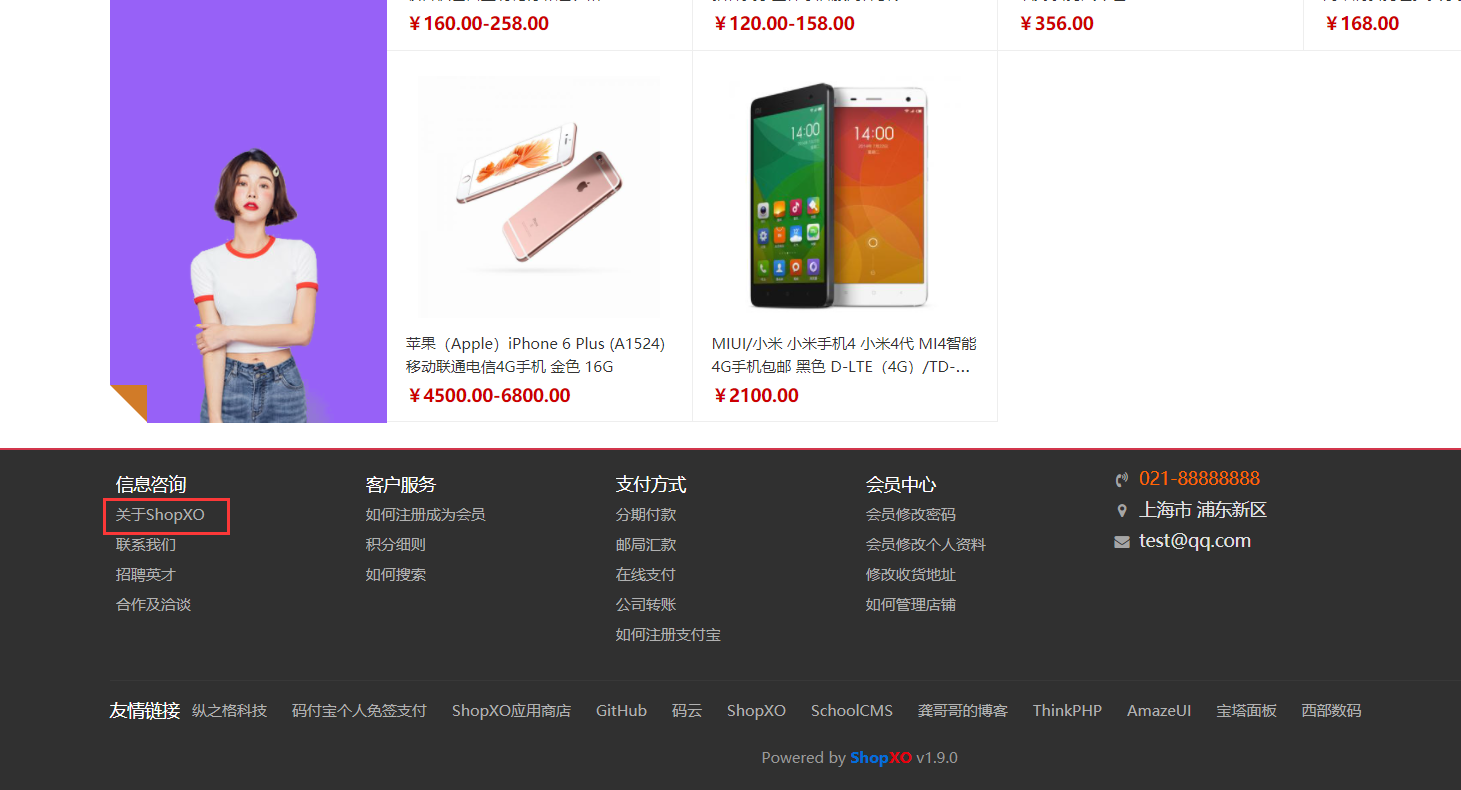 ￥160.00-258.00
￥120.00-158.00
￥356.00
￥168.00
14:00
14:00
苹果（Apple）iPhone 6 Plus (A1524)
移动联通电信4G手机 金色 16G
￥4500.00-6800.00
MIUI/小米 小米手机4 小米4代 MI4智能
4G手机包邮 黑色 D-LTE（4G）/TD-...
￥2100.00
信息咨询
关于ShopXO
联系我们
招聘英才
合作及洽谈
客户服务
如何注册成为会员
积分细则
如何搜索
支付方式
分期付款
邮局汇款
在线支付
公司转账
如何注册支付宝
会员中心
会员修改密码
会员修改个人资料
修改收货地址
如何管理店铺
021-88888888
上海市 浦东新区
test@qq.com
友情链接 纵之格科技 码付宝个人免签支付 ShopXO应用商店 GitHub 码云 ShopXO SchoolCMS 龚哥哥的博客 ThinkPHP AmazeUI 宝塔面板 西部数码
Powered by ShopXO v1.9.0